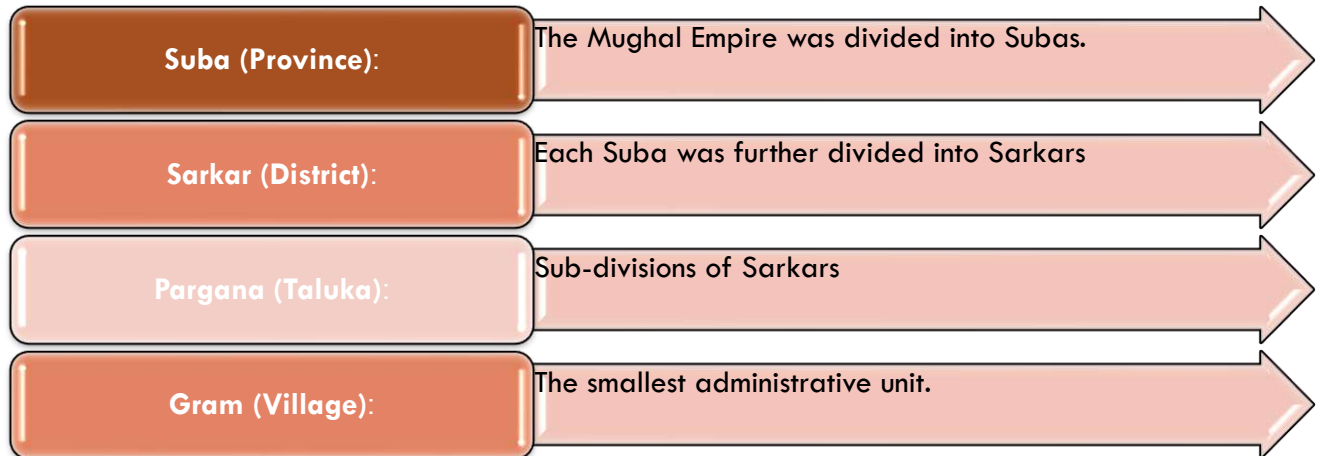 Suba (Province):
The Mughal Empire was divided into Subas.
Sarkar (District):
Each Suba was further divided into Sarkars
Pargana (Taluka):
Sub-divisions of Sarkars
Gram (Village):
The smallest administrative unit.